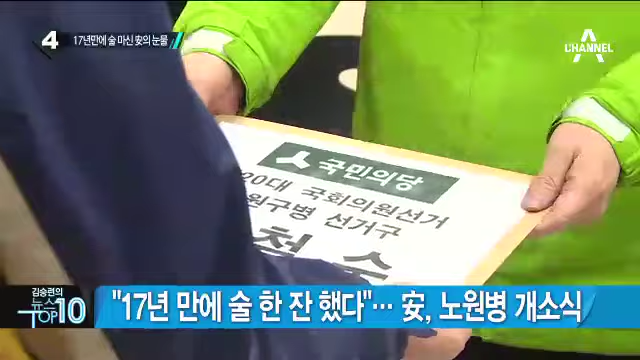 4
17년만에 술 마신 安의 눈물
CHANNEL A
국민의당
20대 국회의원선거
원구병 선거구
철수
김승련의
뉴스
TOP10
"17년 만에 술 한 잔 했다"… 安, 노원병 개소식